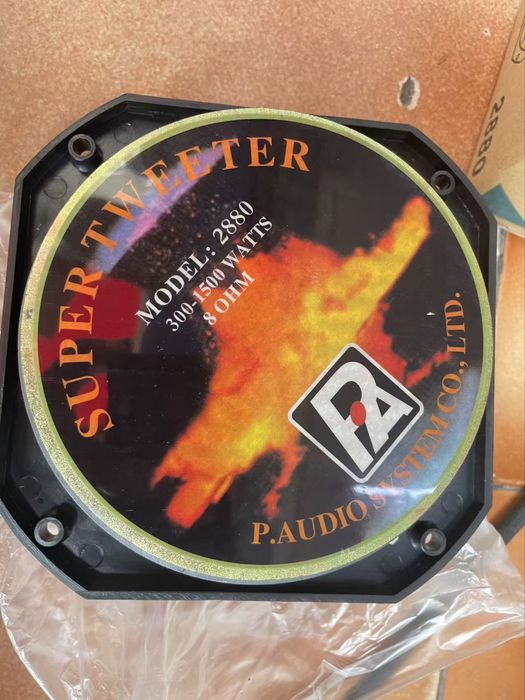 SUPER TWEETER
MODEL: 2880
300-1500 WATTS
8 OHM
PA
P.AUDIO SYSTEM CO., LTD.
2880